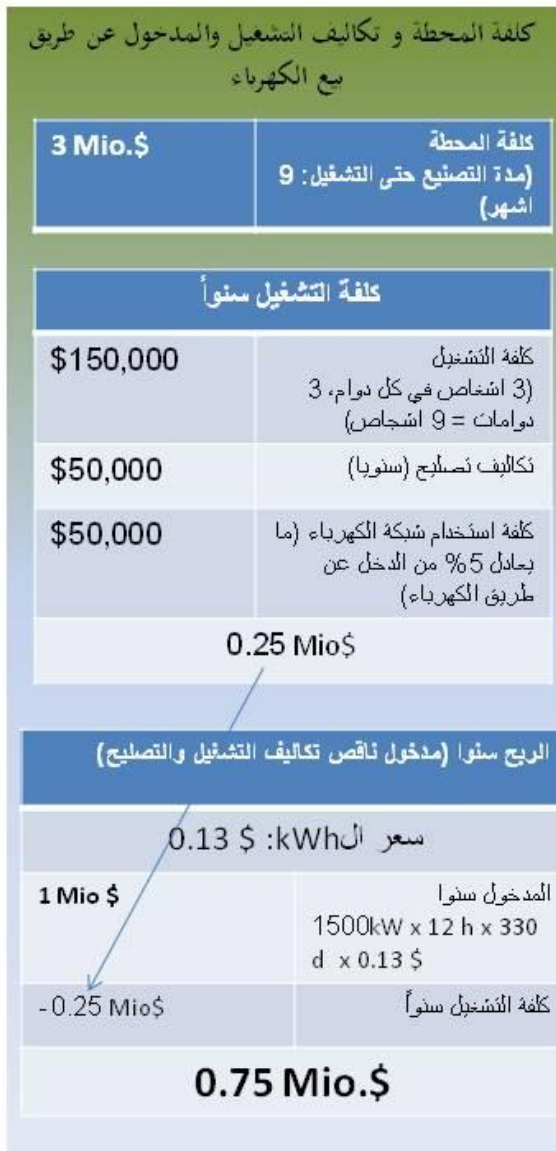 كلفة المحطة و تكاليف التشغيل والمدخول عن طريق
بيع الكهرباء
كلفة المحطة
(مدة التصنيع حتى التشغيل: 9
اشهر)
3 Mio.$
كلفة التشغيل سنوأ
كلفة التشغيل
(3 اشخاص في كل دوام، 3
دوامات = 9 اشجاص)
$150,000
تكاليف تصليح (سنويا)
$50,000
كلفة استخدام شبكة الكهرباء (ما
يعادل 5% من الدخل عن
طريق الكهرباء)
$50,000
0.25 Mio$
الربح سنوا (مدخول ناقص تكاليف التشغيل والتصليح)
سعر الkWh: $ 0.13
المدخول سنوا
1500kW x 12 h x 330
d x 0.13 $
1 Mio $
كلفة التشغيل سنوأ
-0.25 Mio$
0.75 Mio.$